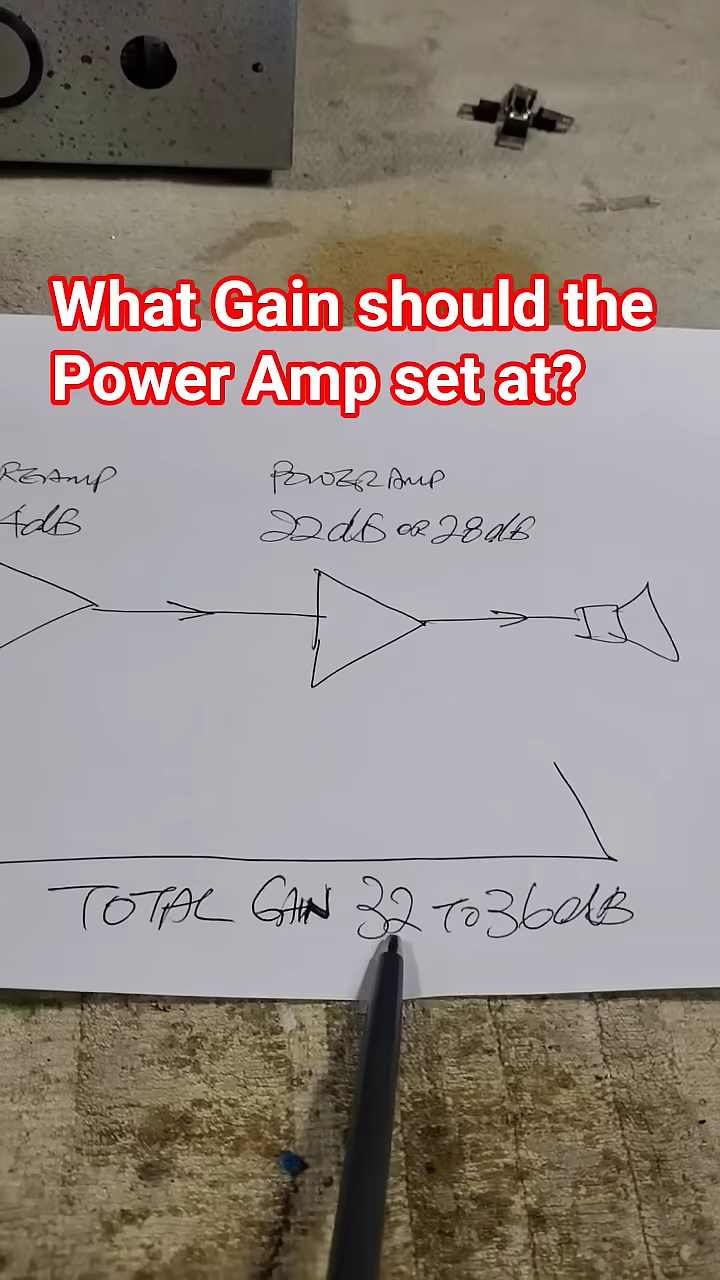 What Gain should the
Power Amp set at?
REAMP POWER AMP
4dB 22dB OR 28dB
TOTAL GAIN 32 TO 36dB